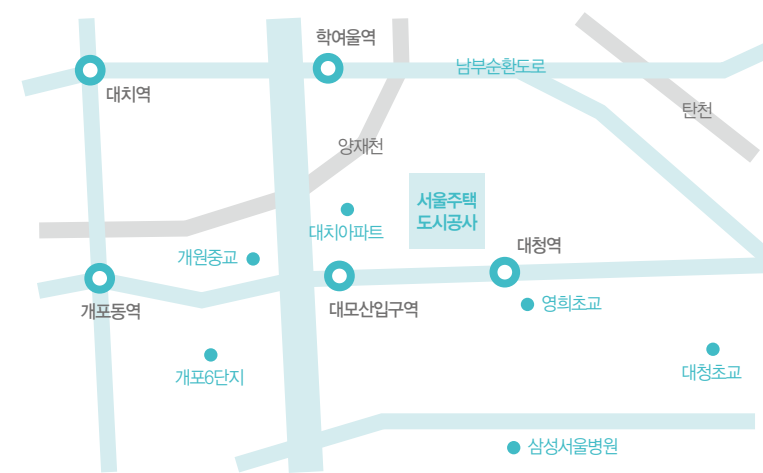 학여울역
남부순환도로
대치역
탄천
양재천
서울주택
도시공사
대치아파트
대청역
개원중교
개포동역
대모산입구역
영희초교
개포6단지
대청초교
삼성서울병원